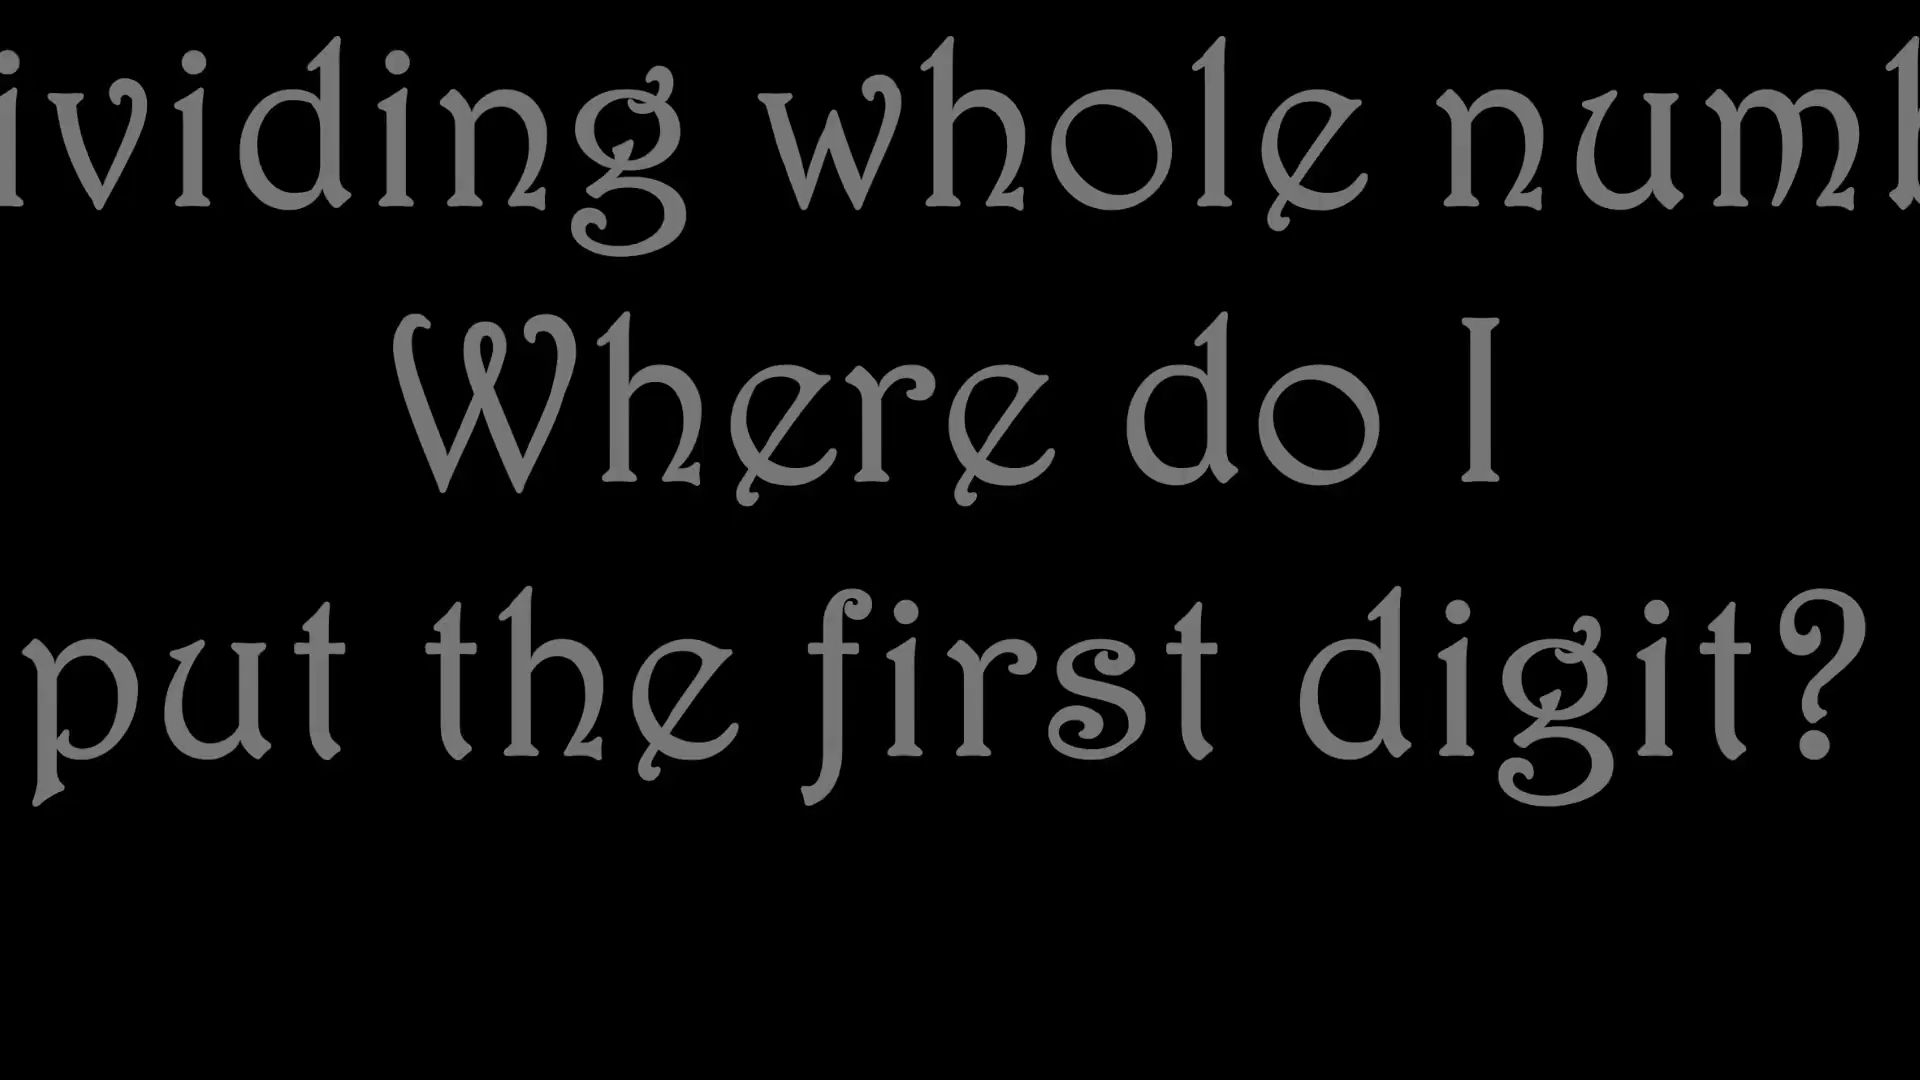 ividing whole numb
Where do I
put the first digit?